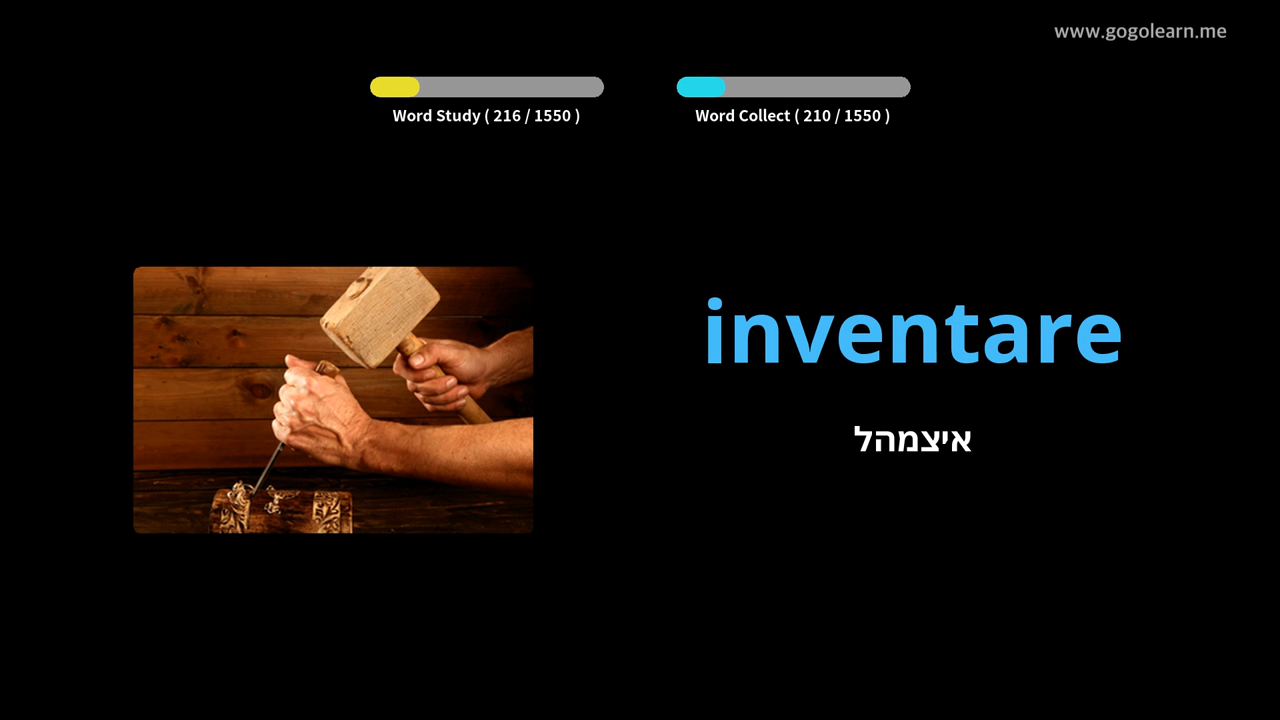 www.gogolearn.me
Word Study ( 216 / 1550 )
Word Collect ( 210 / 1550 )
inventare
איצמהל